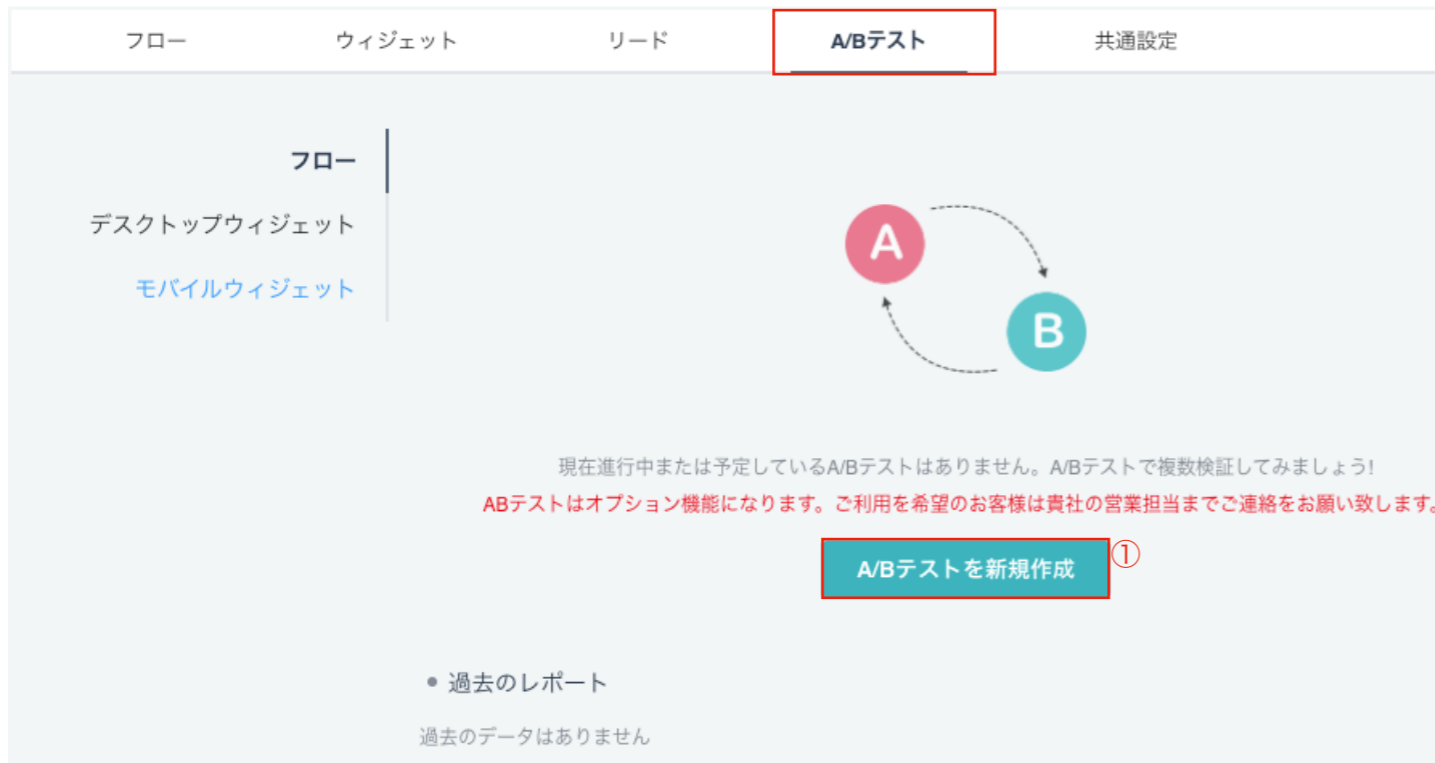 フロー
ウィジェット
リード
A/Bテスト
共通設定
フロー
デスクトップウィジェット
モバイルウィジェット
A
B
現在進行中または予定しているA/Bテストはありません。A/Bテストで複数検証してみましょう!
ABテストはオプション機能になります。ご利用を希望のお客様は貴社の営業担当までご連絡をお願い致します。
A/Bテストを新規作成
①
• 過去のレポート
過去のデータはありません